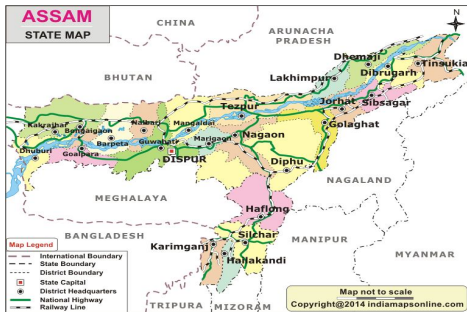 ASSAM
STATE MAP
CHINA
N
ARUNACHA
PRADESH
BHUTAN
Dhemaji
Tinsukia
Dibrugarh
Lakhimpur
Jorhat
Sibsagar
Tezpur
Golaghat
Kokrajhar
Bongaigaon
Nalbari
Mangaldai
Marigaon
Nagaon
Barpeta
Guwahati
Dhuburi
Goalpara
DISPUR
Diphu
NAGALAND
MEGHALAYA
Haflong
BANGLADESH
MANIPUR
MYANMAR
Silchar
Karimganj
Hailakandi
TRIPURA
MIZORAM
Map Legend
International Boundary
State Boundary
District Boundary
State Capital
District Headquarters
National Highway
Railway Line
Map not to scale
Copyright@2014 indiamapsonline.com